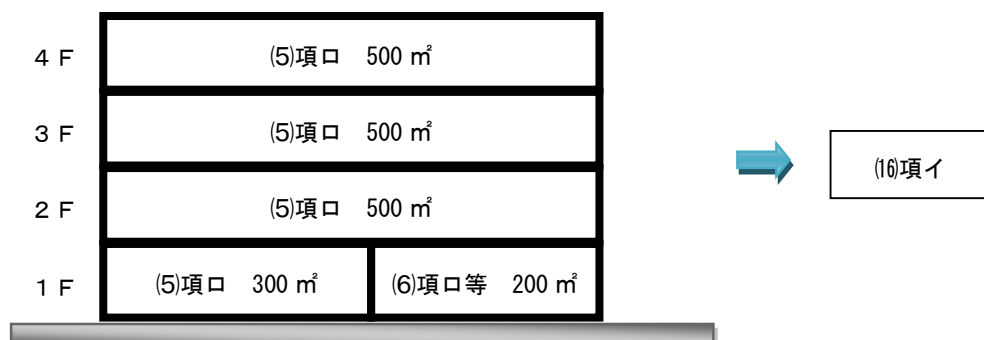 ４Ｆ ⑸項ロ　500 ㎡
３Ｆ ⑸項ロ　500 ㎡
⒃項イ
２Ｆ ⑸項ロ　500 ㎡
１Ｆ ⑸項ロ　300 ㎡ ⑹項ロ等　200 ㎡